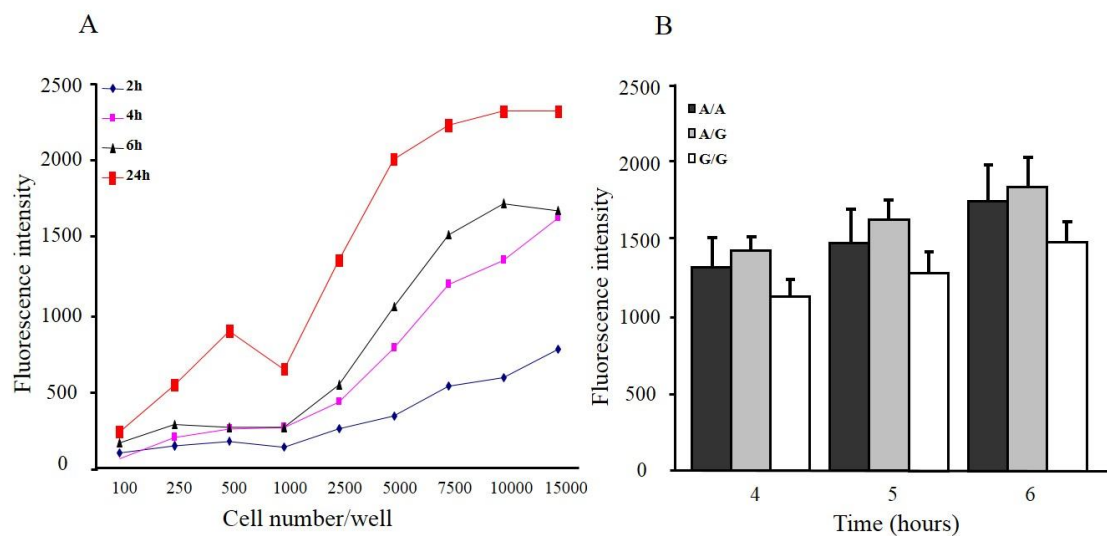 A
Fluorescence intensity
2500
2000
1500
1000
500
0
2h
4h
6h
24h
100 250 500 1000 2500 5000 7500 10000 15000
Cell number/well
B
Fluorescence intensity
2500
2000
1500
1000
500
0
A/A
A/G
G/G
4 5 6
Time (hours)